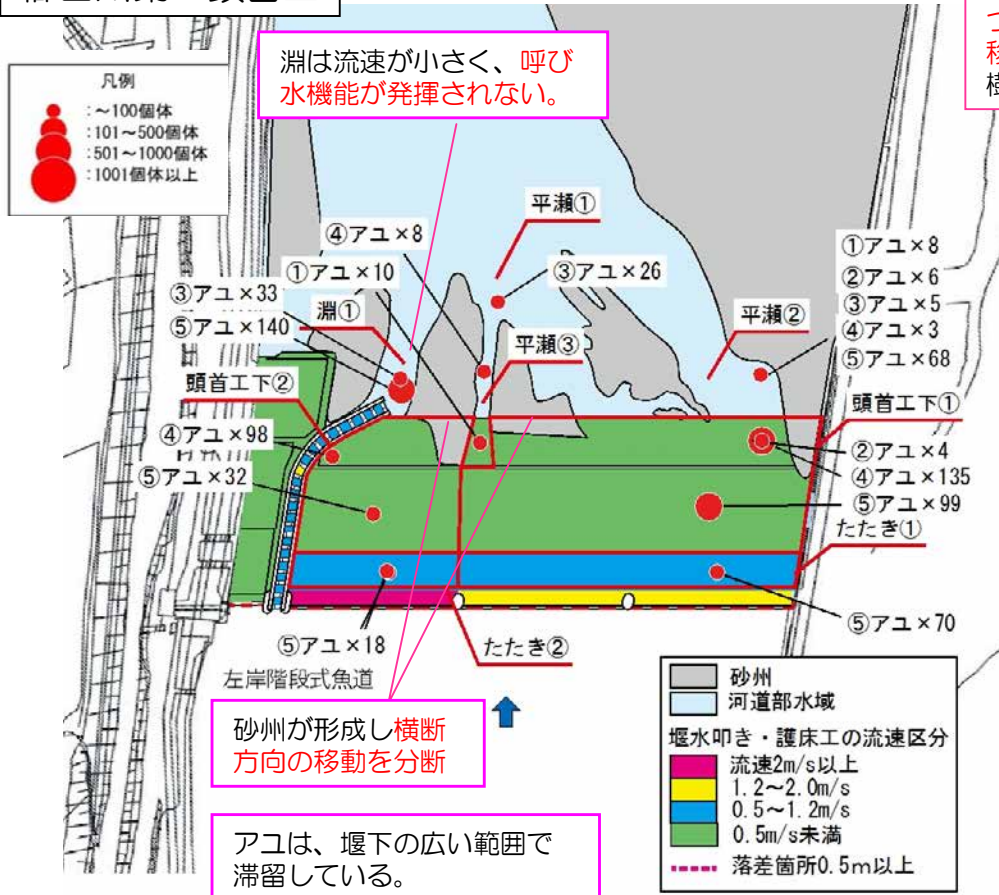 凡例
：～100個体
：101～500個体
：501～1000個体
：1001個体以上
淵は流速が小さく、呼び
水機能が発揮されない。
平瀬①
④アユ×8
①アユ×10
③アユ×26
③アユ×33
淵①
⑤アユ×140
平瀬③
平瀬②
①アユ×8
②アユ×6
③アユ×5
④アユ×3
⑤アユ×68
頭首工下②
頭首工下①
④アユ×98
②アユ×4
④アユ×135
⑤アユ×32
⑤アユ×99
たたき①
⑤アユ×70
⑤アユ×18
たたき②
左岸階段式魚道
砂州が形成し横断
方向の移動を分断
アユは、堰下の広い範囲で
滞留している。
砂州
河道部水域
堰水叩き・護床工の流速区分
流速2m/s以上
1.2～2.0m/s
0.5～1.2m/s
0.5m/s未満
落差箇所0.5m以上